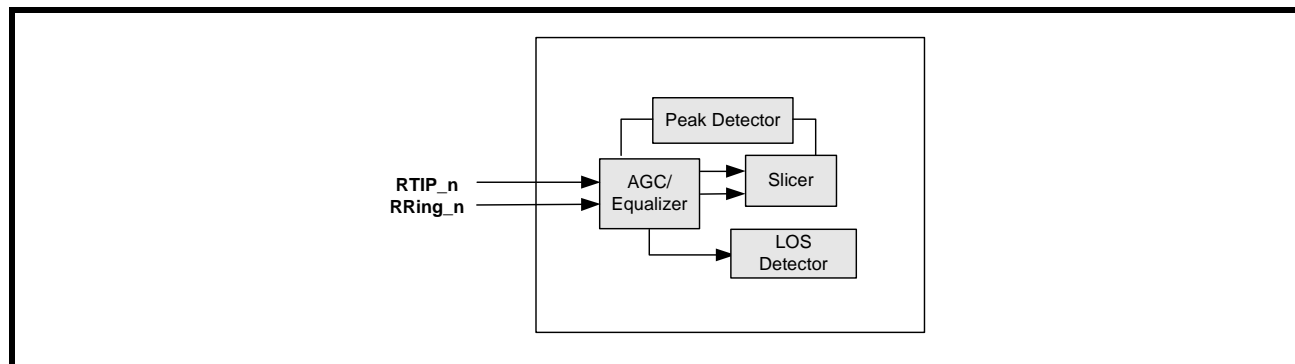 Peak Detector
RTIP_n
RRing_n
AGC/
Equalizer
Slicer
LOS
Detector